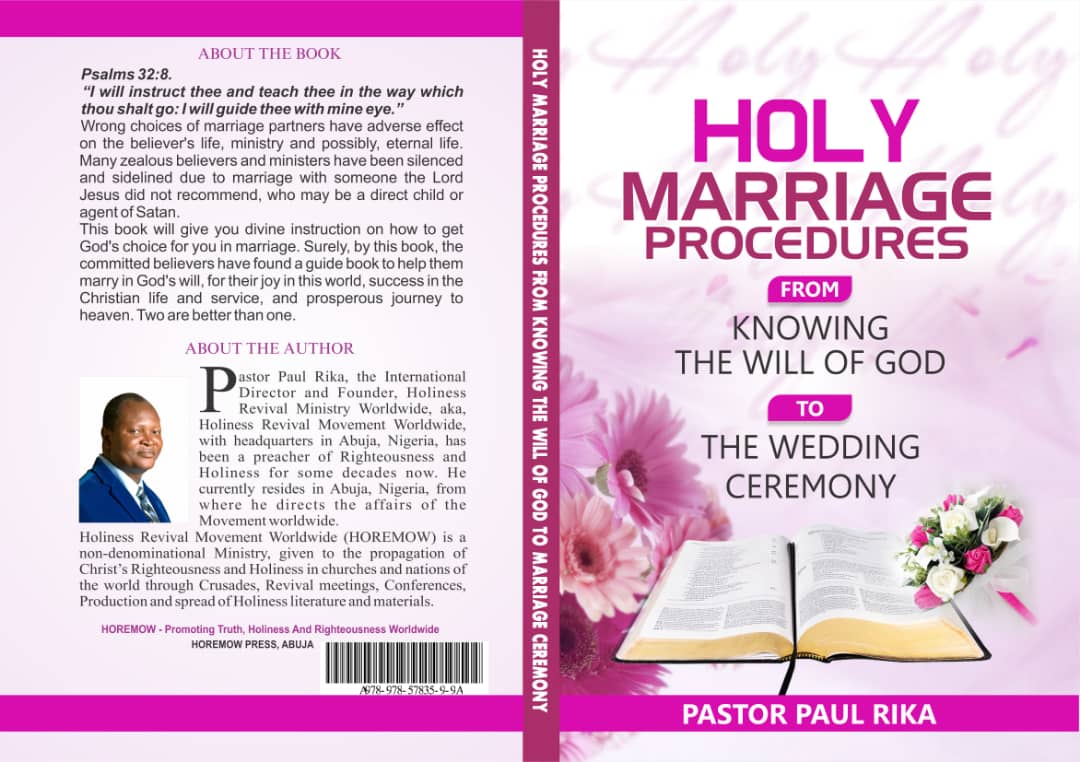 ABOUT THE BOOK
Psalms 32:8.
“I will instruct thee and teach thee in the way which
thou shalt go: I will guide thee with mine eye.”
Wrong choices of marriage partners have adverse effect
on the believer's life, ministry and possibly, eternal life.
Many zealous believers and ministers have been silenced
and sidelined due to marriage with someone the Lord
Jesus did not recommend, who may be a direct child or
agent of Satan.
This book will give you divine instruction on how to get
God's choice for you in marriage. Surely, by this book, the
committed believers have found a guide book to help them
marry in God's will, for their joy in this world, success in the
Christian life and service, and prosperous journey to
heaven. Two are better than one.
ABOUT THE AUTHOR
Pastor Paul Rika, the International
Director and Founder, Holiness
Revival Ministry Worldwide, aka,
Holiness Revival Movement Worldwide,
with headquarters in Abuja, Nigeria, has
been a preacher of Righteousness and
Holiness for some decades now. He
currently resides in Abuja, Nigeria, from
where he directs the affairs of the
Movement worldwide.
Holiness Revival Movement Worldwide (HOREMOW) is a
non-denominational Ministry, given to the propagation of
Christ’s Righteousness and Holiness in churches and nations of
the world through Crusades, Revival meetings, Conferences,
Production and spread of Holiness literature and materials.
HOREMOW - Promoting Truth, Holiness And Righteousness Worldwide
HOREMOW PRESS, ABUJA
A978-978-57835-9-9A
HOLY MARRIAGE PROCEDURES FROM KNOWING THE WILL OF GOD TO MARRIAGE CEREMONY
Holy Holy
HOLY
MARRIAGE
PROCEDURES
FROM
KNOWING
THE WILL OF GOD
TO
THE WEDDING
CEREMONY
PASTOR PAUL RIKA